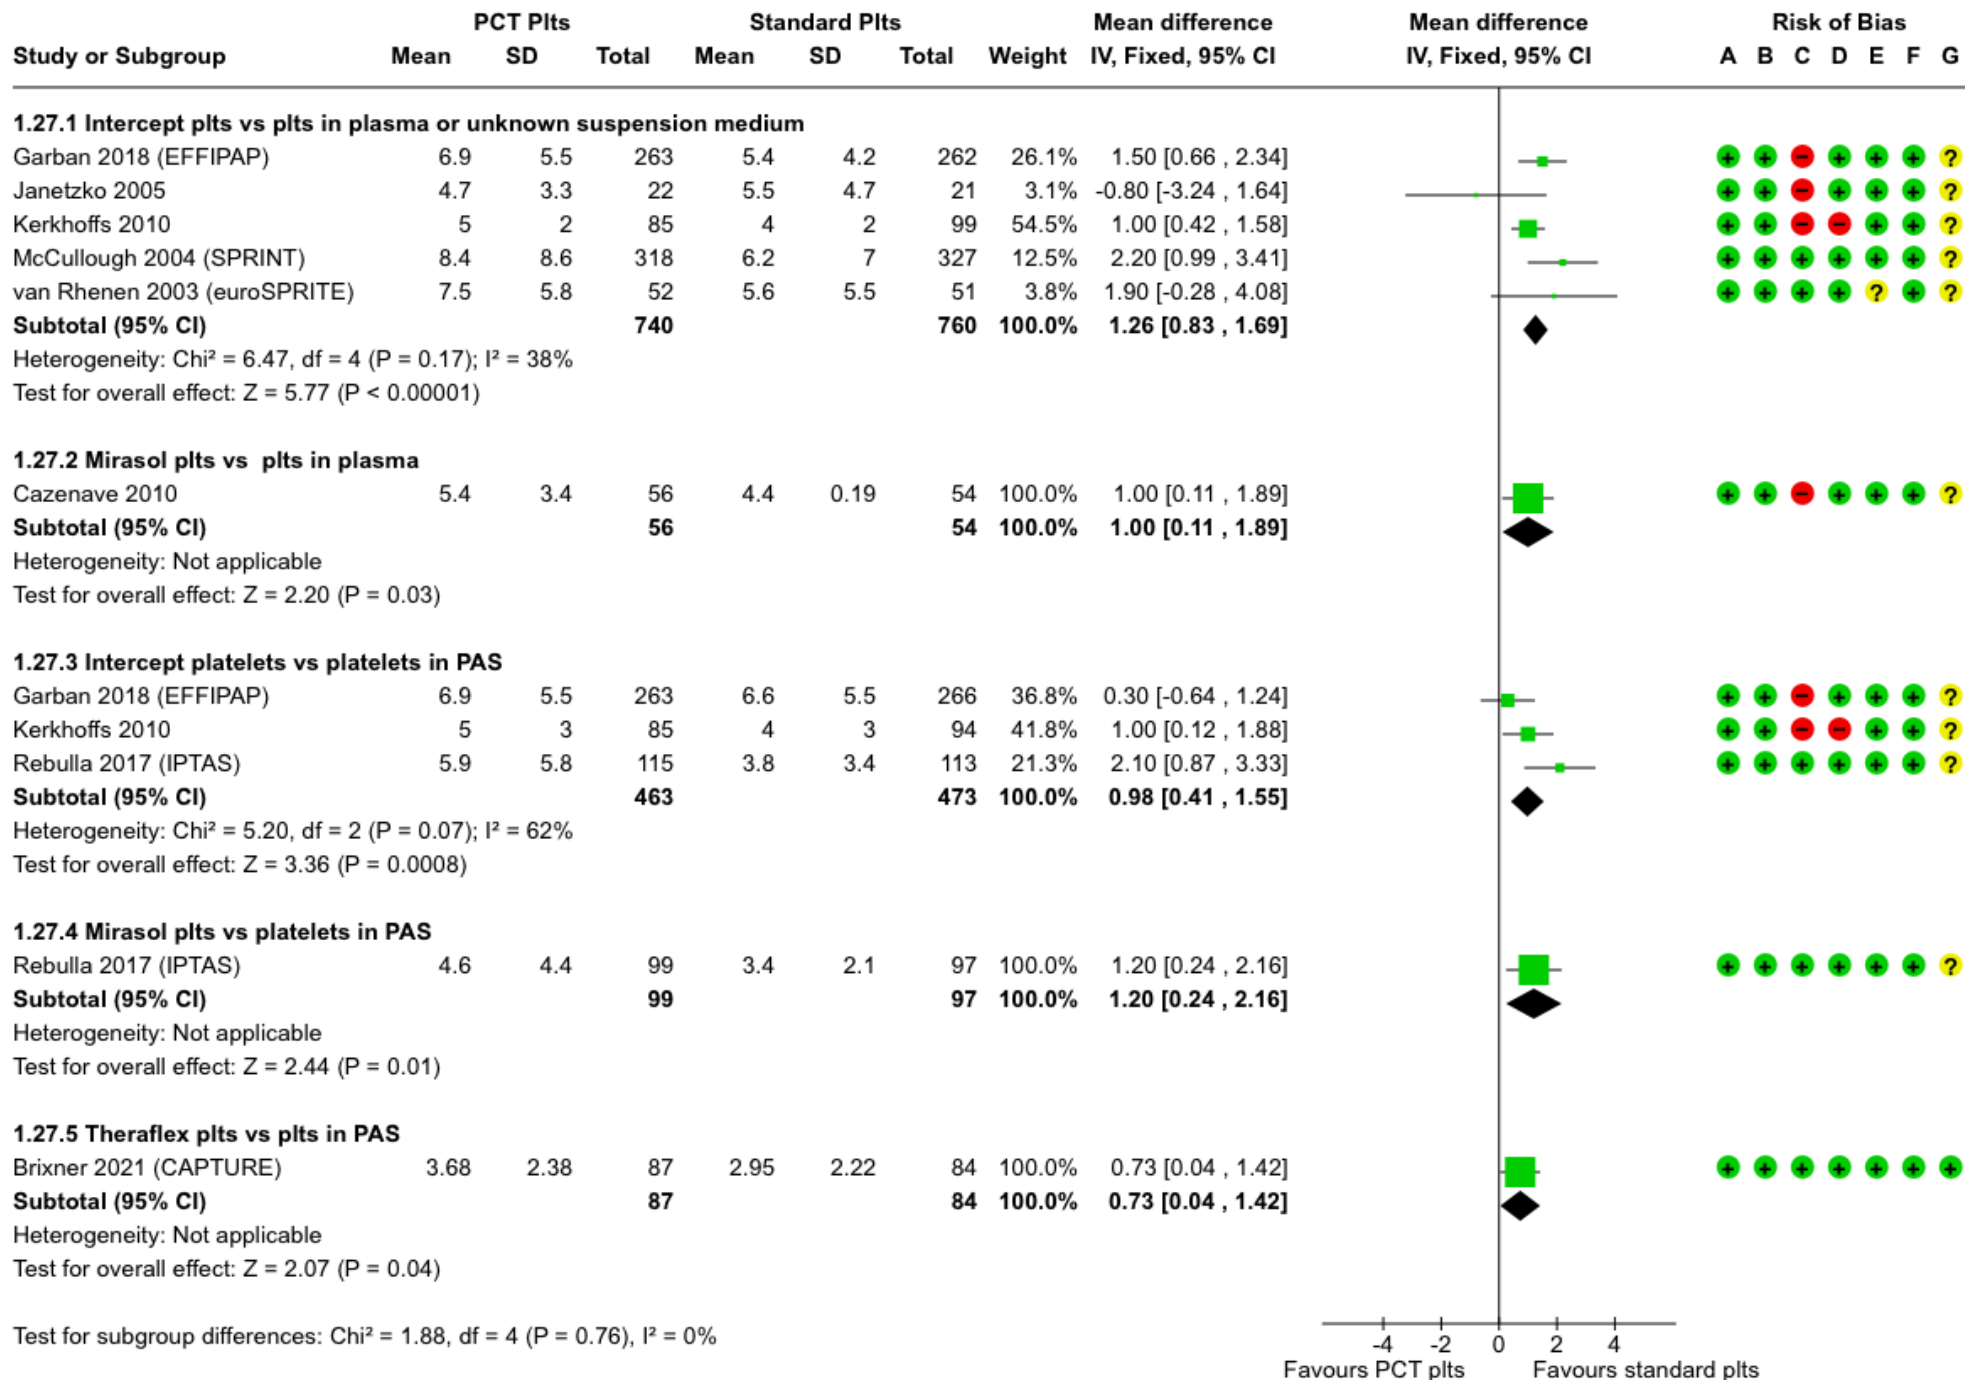 PCT Plts Standard Plts Mean difference Mean difference Risk of Bias
Study or Subgroup Mean SD Total Mean SD Total Weight IV, Fixed, 95% CI IV, Fixed, 95% CI A B C D E F G
1.27.1 Intercept plts vs plts in plasma or unknown suspension medium
Garban 2018 (EFFIPAP) 6.9 5.5 263 5.4 4.2 262 26.1% 1.50 [0.66 , 2.34] + + − + + + ?
Janetzko 2005 4.7 3.3 22 5.5 4.7 21 3.1% -0.80 [-3.24 , 1.64] + + − + + + ?
Kerkhoffs 2010 5 2 85 4 2 99 54.5% 1.00 [0.42 , 1.58] + + − − + + ?
McCullough 2004 (SPRINT) 8.4 8.6 318 6.2 7 327 12.5% 2.20 [0.99 , 3.41] + + + + + + ?
van Rhenen 2003 (euroSPRITE) 7.5 5.8 52 5.6 5.5 51 3.8% 1.90 [-0.28 , 4.08] + + + + ? + ?
Subtotal (95% CI) 740 760 100.0% 1.26 [0.83 , 1.69]
Heterogeneity: Chi² = 6.47, df = 4 (P = 0.17); I² = 38%
Test for overall effect: Z = 5.77 (P < 0.00001)
1.27.2 Mirasol plts vs plts in plasma
Cazenave 2010 5.4 3.4 56 4.4 0.19 54 100.0% 1.00 [0.11 , 1.89] + + − + + + ?
Subtotal (95% CI) 56 54 100.0% 1.00 [0.11 , 1.89]
Heterogeneity: Not applicable
Test for overall effect: Z = 2.20 (P = 0.03)
1.27.3 Intercept platelets vs platelets in PAS
Garban 2018 (EFFIPAP) 6.9 5.5 263 6.6 5.5 266 36.8% 0.30 [-0.64 , 1.24] + + − + + + ?
Kerkhoffs 2010 5 3 85 4 3 94 41.8% 1.00 [0.12 , 1.88] + + − − + + ?
Rebulla 2017 (IPTAS) 5.9 5.8 115 3.8 3.4 113 21.3% 2.10 [0.87 , 3.33] + + + + + + ?
Subtotal (95% CI) 463 473 100.0% 0.98 [0.41 , 1.55]
Heterogeneity: Chi² = 5.20, df = 2 (P = 0.07); I² = 62%
Test for overall effect: Z = 3.36 (P = 0.0008)
1.27.4 Mirasol plts vs platelets in PAS
Rebulla 2017 (IPTAS) 4.6 4.4 99 3.4 2.1 97 100.0% 1.20 [0.24 , 2.16] + + + + + + ?
Subtotal (95% CI) 99 97 100.0% 1.20 [0.24 , 2.16]
Heterogeneity: Not applicable
Test for overall effect: Z = 2.44 (P = 0.01)
1.27.5 Theraflex plts vs plts in PAS
Brixner 2021 (CAPTURE) 3.68 2.38 87 2.95 2.22 84 100.0% 0.73 [0.04 , 1.42] + + + + + + +
Subtotal (95% CI) 87 84 100.0% 0.73 [0.04 , 1.42]
Heterogeneity: Not applicable
Test for overall effect: Z = 2.07 (P = 0.04)
Test for subgroup differences: Chi² = 1.88, df = 4 (P = 0.76), I² = 0%
-4 -2 0 2 4
Favours PCT plts Favours standard plts